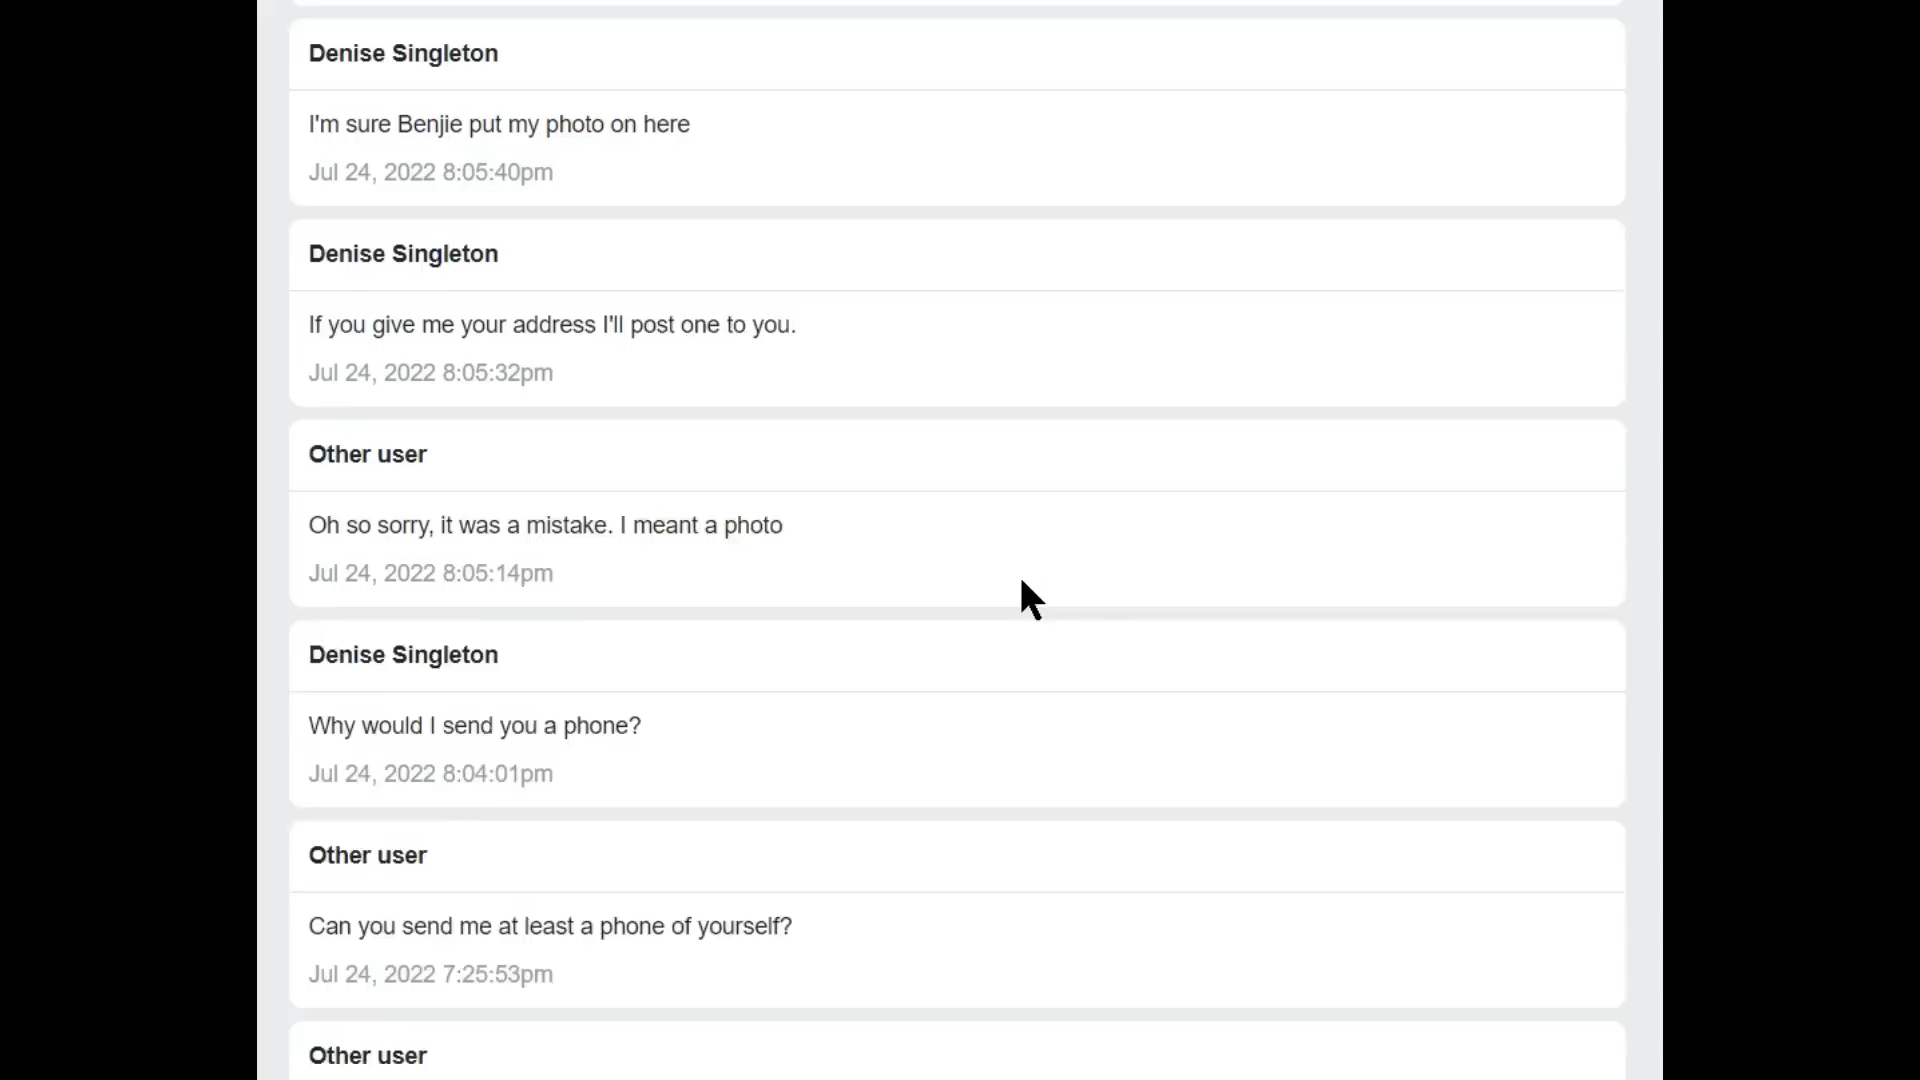 Denise Singleton
I'm sure Benjie put my photo on here
Jul 24, 2022 8:05:40pm
Denise Singleton
If you give me your address I'll post one to you.
Jul 24, 2022 8:05:32pm
Other user
Oh so sorry, it was a mistake. I meant a photo
Jul 24, 2022 8:05:14pm
Denise Singleton
Why would I send you a phone?
Jul 24, 2022 8:04:01pm
Other user
Can you send me at least a phone of yourself?
Jul 24, 2022 7:25:53pm
Other user